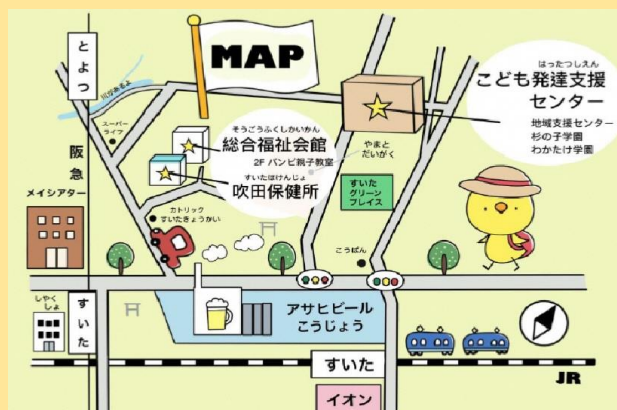 MAP
とよつ
阪急
スーパー
ライフ
そうごうふくしかいかん
総合福祉会館
2F バンビ親子教室
すいたほけんじょ
吹田保健所
はったつしえん
こども発達支援
センター
地域支援センター
杉の子学園
わかたけ学園
やまと
だいがく
すいた
グリーン
プレイス
メイシアター
カトリック
すいたきょうかい
こうばん
しやく
しょ
すいた
アサヒビール
こうじょう
すいた
JR
イオン